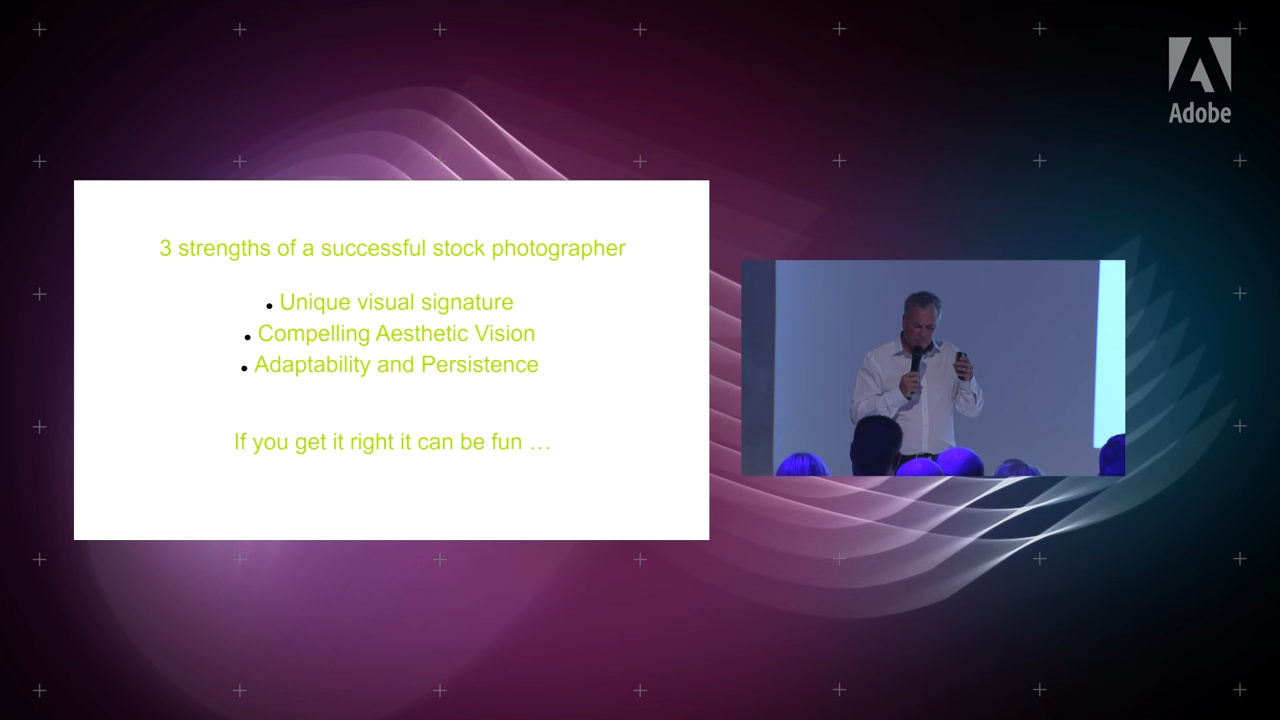 3 strengths of a successful stock photographer
• Unique visual signature
• Compelling Aesthetic Vision
• Adaptability and Persistence
If you get it right it can be fun …
Adobe